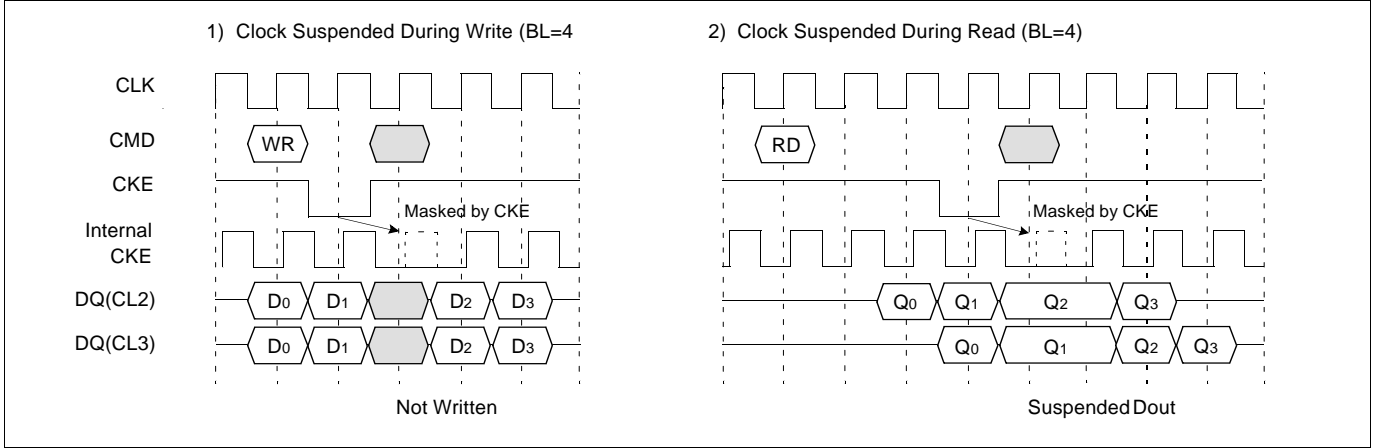 1) Clock Suspended During Write (BL=4
2) Clock Suspended During Read (BL=4)
CLK
CMD
WR
RD
CKE
Masked by CKE
Masked by CKE
Internal
CKE
DQ(CL2)
D0 D1 D2 D3
Q0 Q1 Q2 Q3
DQ(CL3)
D0 D1 D2 D3
Q0 Q1 Q2 Q3
Not Written
Suspended Dout